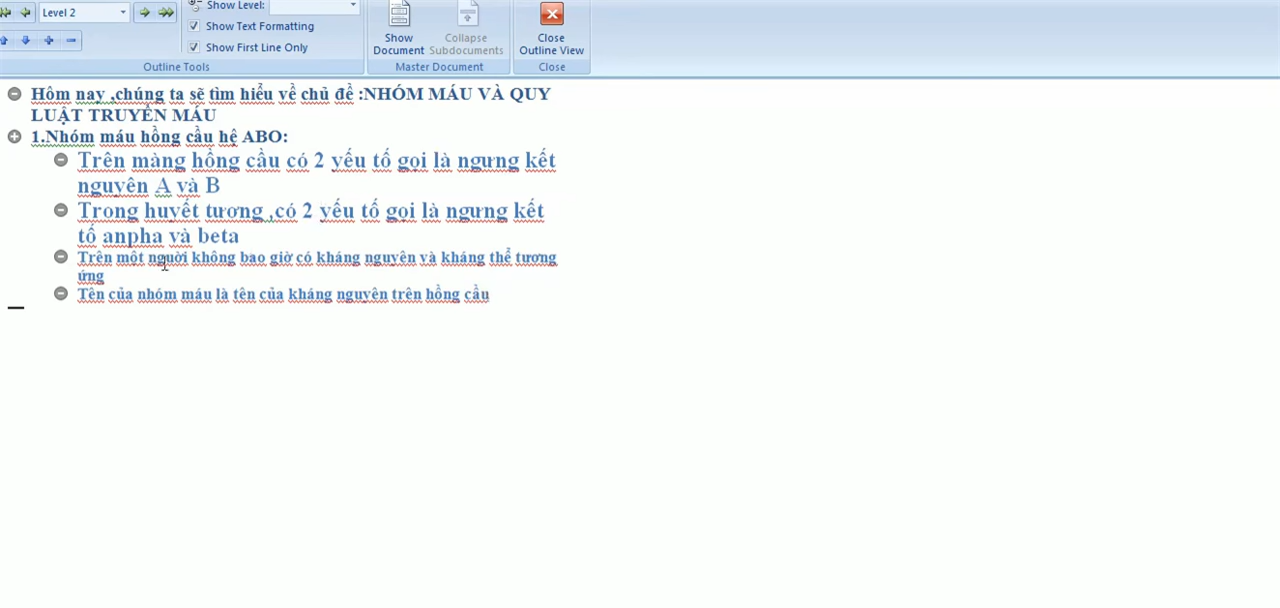 Level 2
Show Level:
Show Text Formatting
Show First Line Only
Outline Tools
Show Document
Collapse Subdocuments
Master Document
Close Outline View
Close
Hôm nay ,chúng ta sẽ tìm hiểu về chủ đề :NHÓM MÁU VÀ QUY
LUẬT TRUYỀN MÁU
1.Nhóm máu hồng cầu hệ ABO:
Trên màng hồng cầu có 2 yếu tố gọi là ngưng kết
nguyên A và B
Trong huyết tương ,có 2 yếu tố gọi là ngưng kết
tố anpha và beta
Trên một người không bao giờ có kháng nguyên và kháng thể tương
ứng
Tên của nhóm máu là tên của kháng nguyên trên hồng cầu